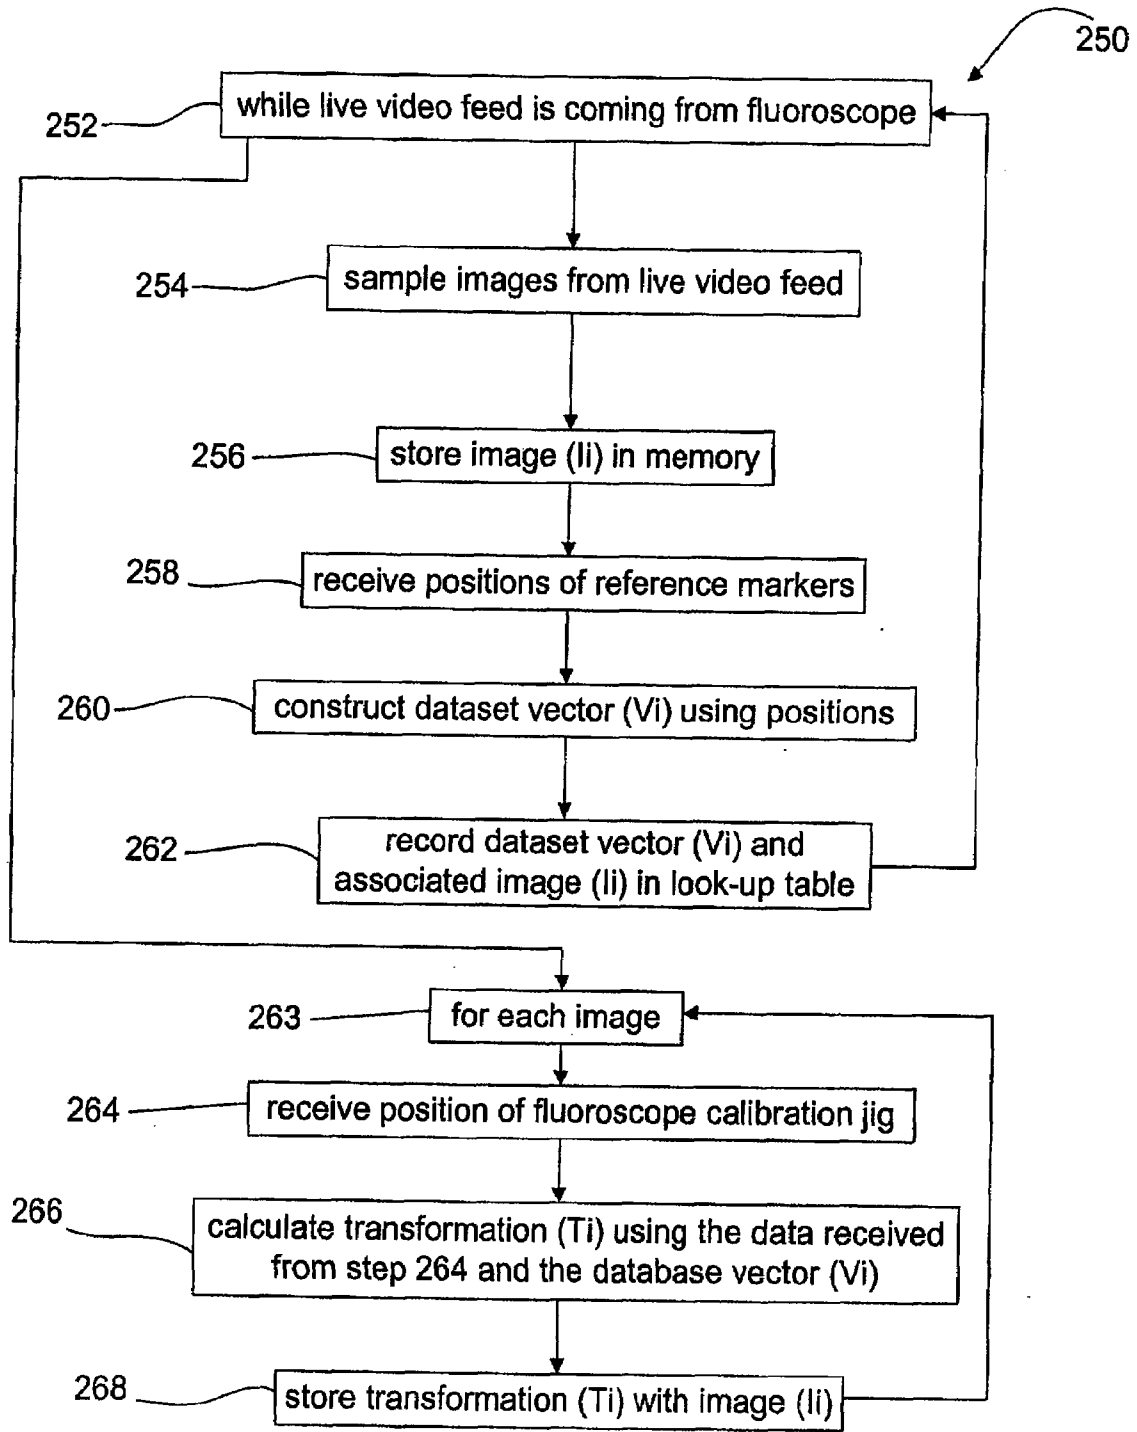 250
252
while live video feed is coming from fluoroscope
254
sample images from live video feed
256
store image (Ii) in memory
258
receive positions of reference markers
260
construct dataset vector (Vi) using positions
262
record dataset vector (Vi) and
associated image (Ii) in look-up table
263
for each image
264
receive position of fluoroscope calibration jig
266
calculate transformation (Ti) using the data received
from step 264 and the database vector (Vi)
268
store transformation (Ti) with image (Ii)